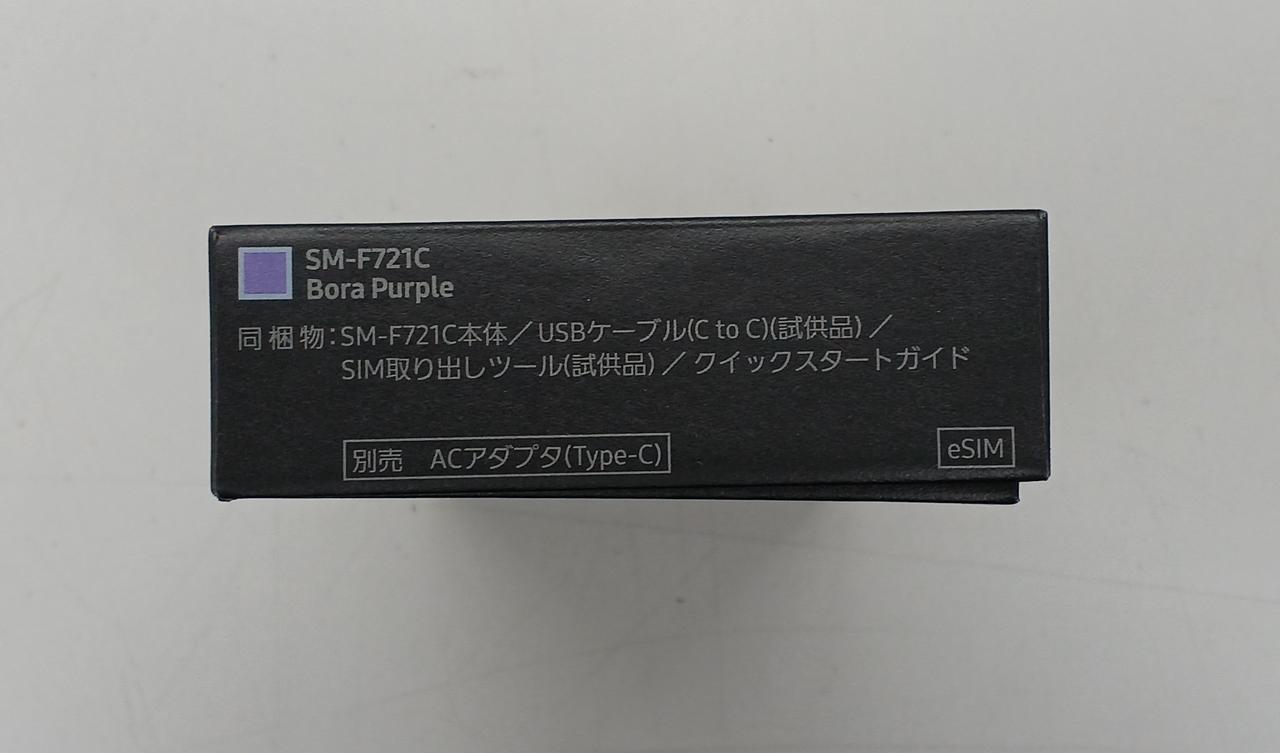 SM-F721C
Bora Purple
同梱物:SM-F721C本体／USBケーブル(C to C)(試供品)／
SIM取り出しツール(試供品)／クイックスタートガイド
別売 ACアダプタ(Type-C)
eSIM